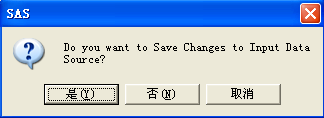 SAS
Do you want to Save Changes to Input Data
Source?
是(Y)
否(N)
取消